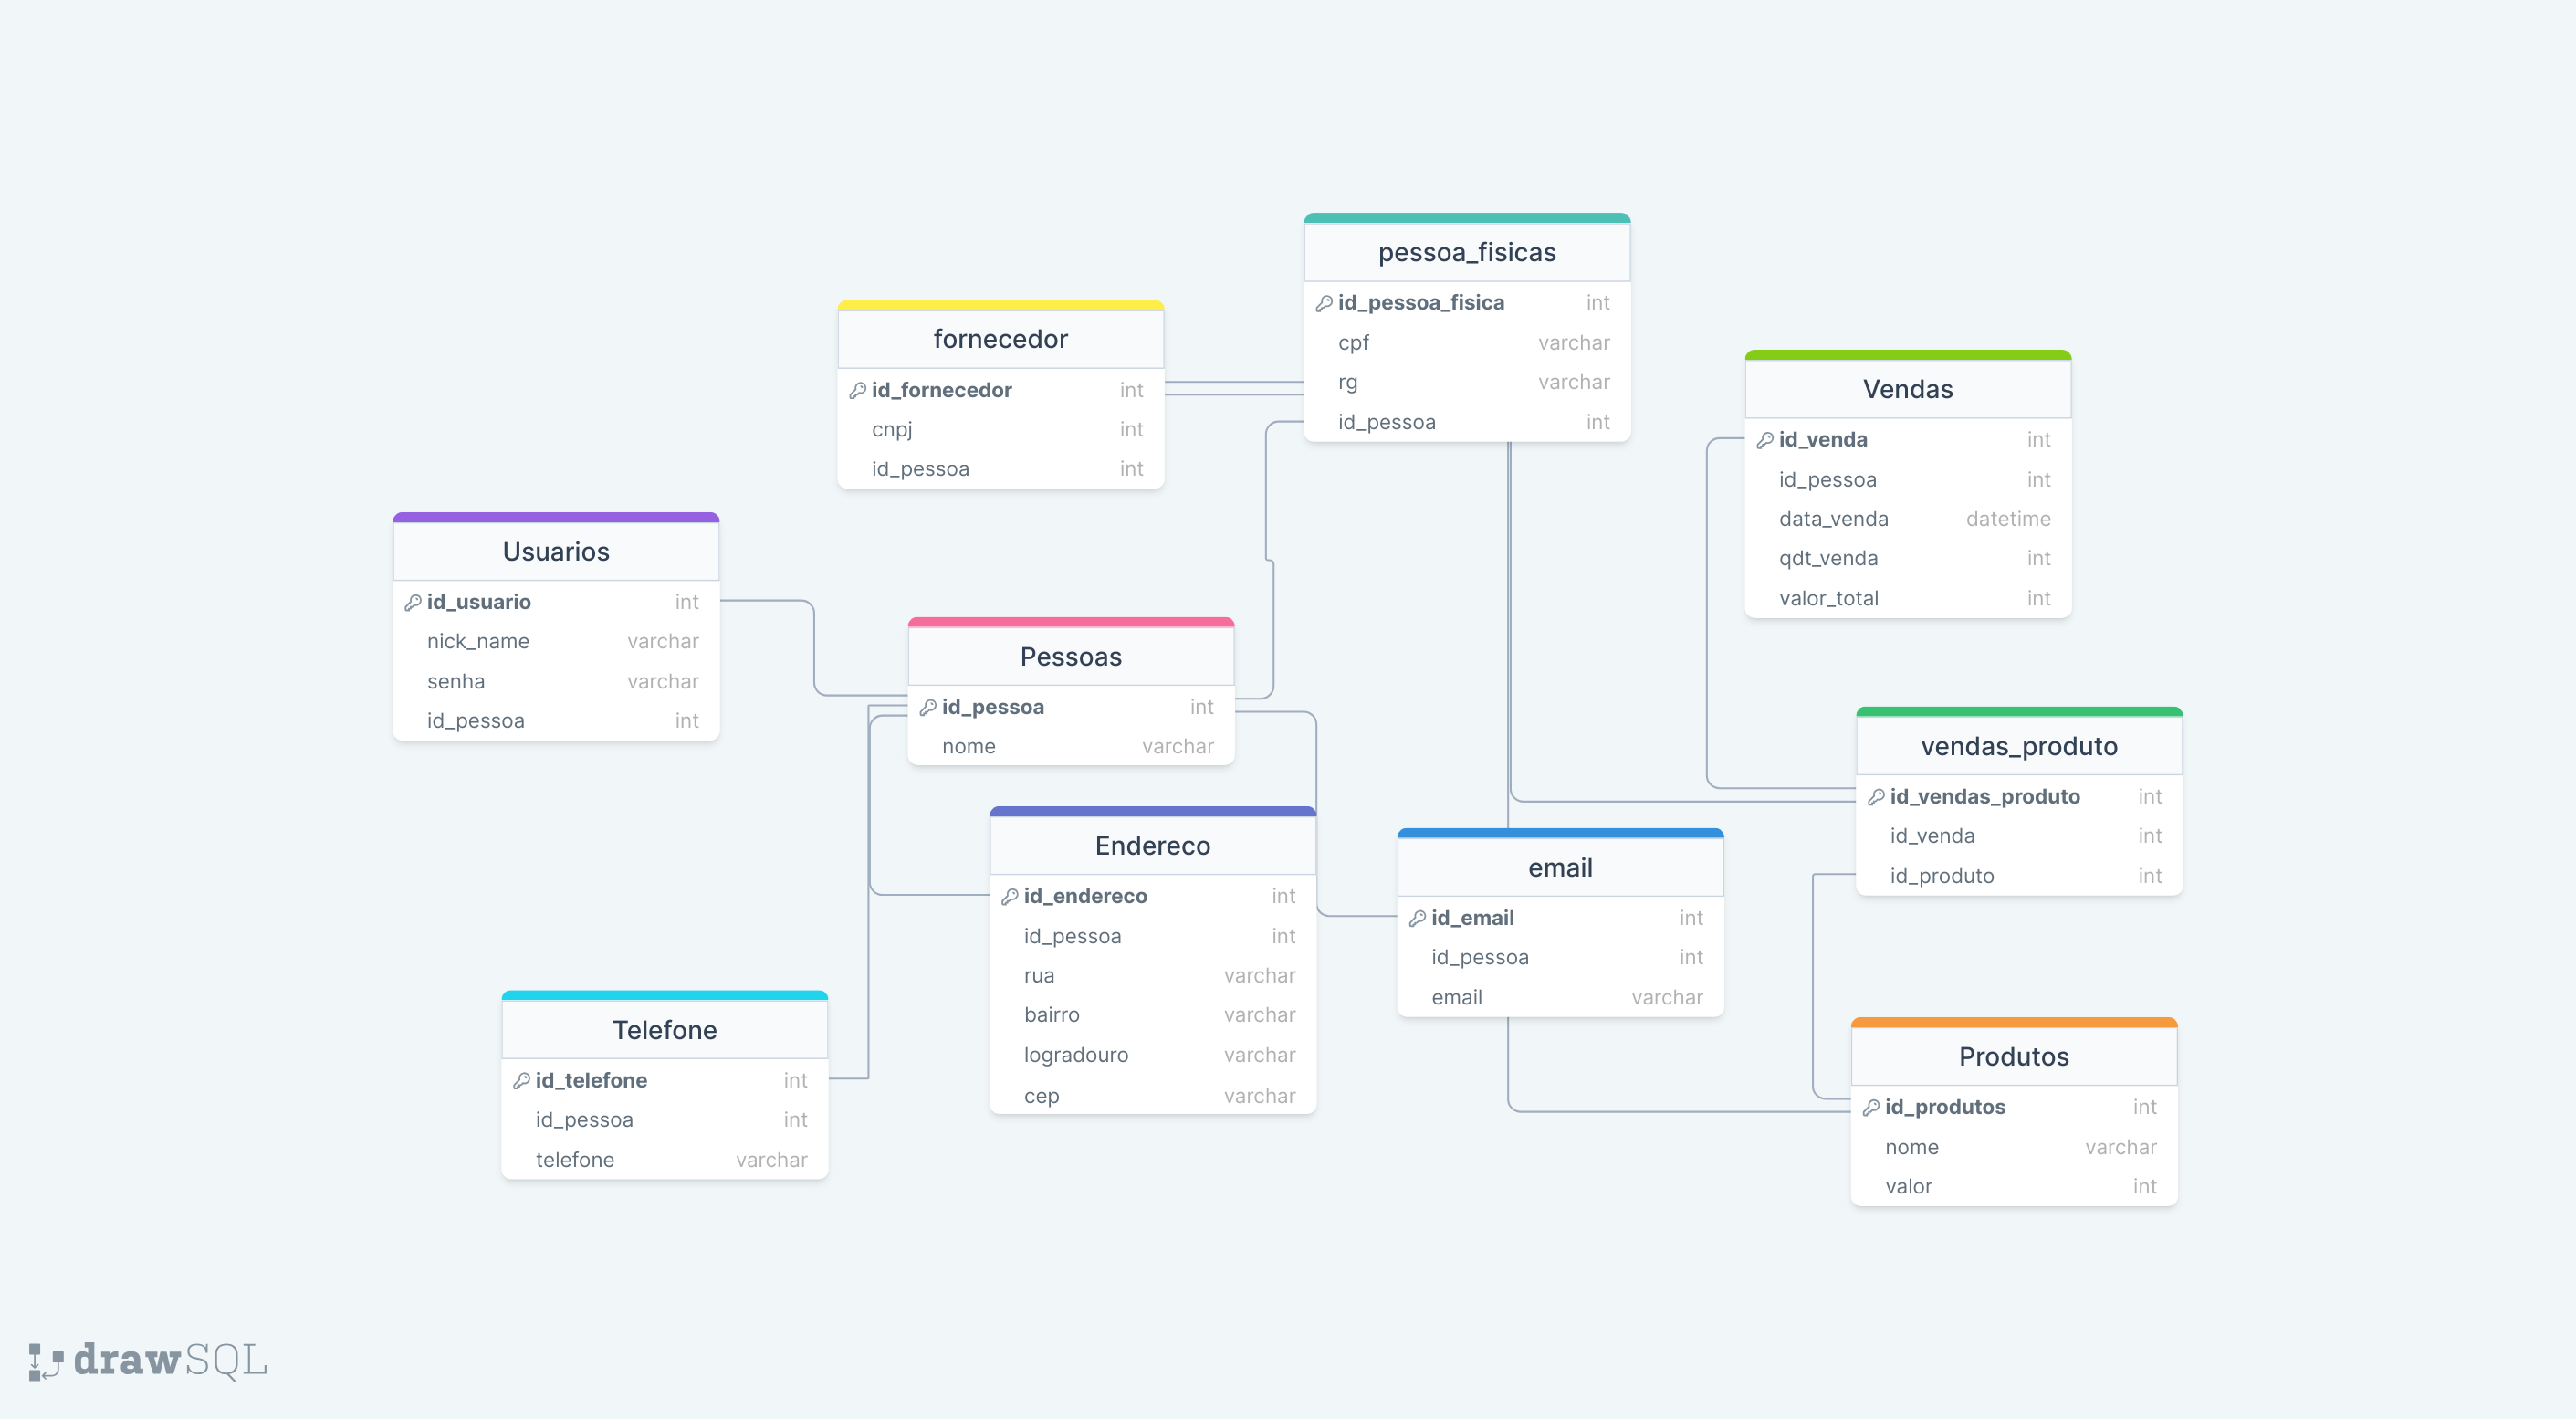 pessoa_fisicas
id_pessoa_fisica int
cpf varchar
rg varchar
id_pessoa int
fornecedor
id_fornecedor int
cnpj int
id_pessoa int
Vendas
id_venda int
id_pessoa int
data_venda datetime
qdt_venda int
valor_total int
Usuarios
id_usuario int
nick_name varchar
senha varchar
id_pessoa int
Pessoas
id_pessoa int
nome varchar
vendas_produto
id_vendas_produto int
id_venda int
id_produto int
Endereco
id_endereco int
id_pessoa int
rua varchar
bairro varchar
logradouro varchar
cep varchar
email
id_email int
id_pessoa int
email varchar
Telefone
id_telefone int
id_pessoa int
telefone varchar
Produtos
id_produtos int
nome varchar
valor int
drawSQL